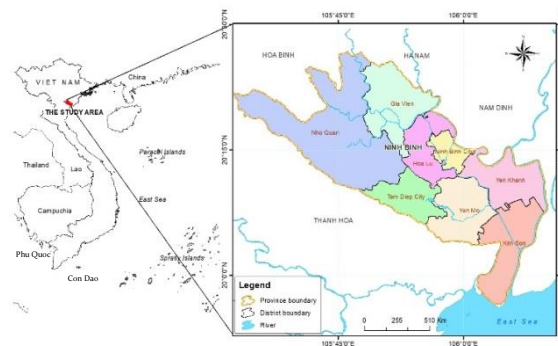 VIET NAM
China
THE STUDY AREA
Paracel Islands
Thailand
Lao
East Sea
Campuchia
Phu Quoc
Con Dao
Spratly Islands
105°45'0"E
106°0'0"E
HOA BINH
HA NAM
Gia Vien
NAM DINH
Nho Quan
NINH BINH
Ninh Binh City
Hoa Lu
Yen Khanh
Tam Diep City
Yen Mo
THANH HOA
Kim Son
20°0'0"N
Legend
Province boundary
District boundary
River
0 255 510 Km
East Sea
105°45'0"E
106°0'0"E